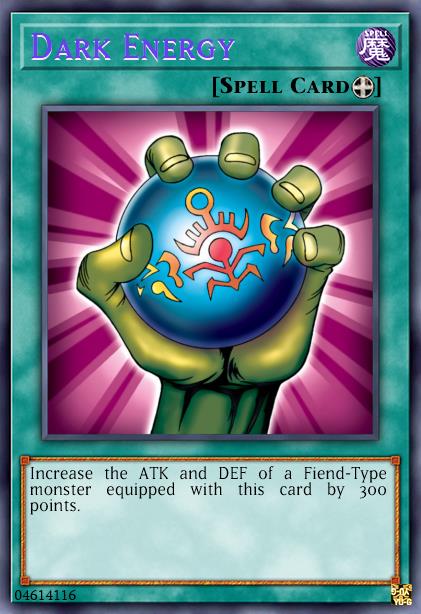 Dark Energy
SPELL
魔
[Spell Card]
Increase the ATK and DEF of a Fiend-Type
monster equipped with this card by 300
points.
04614116